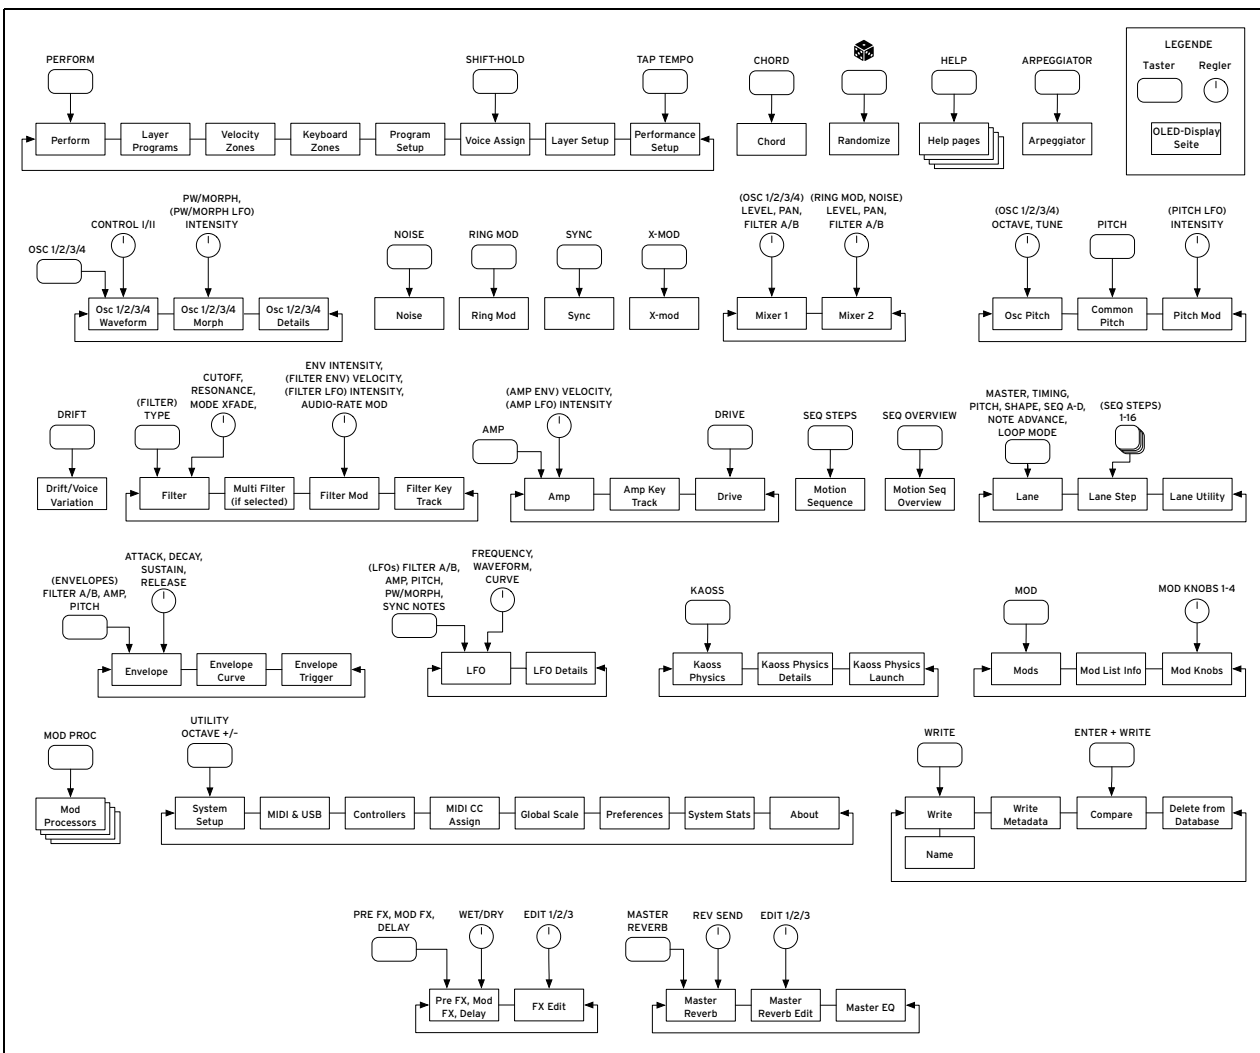 PERFORM
SHIFT-HOLD
TAP TEMPO
CHORD
HELP
ARPEGGIATOR
LEGENDE
Taster
Regler
OLED-Display
Seite
Perform
Layer
Programs
Velocity
Zones
Keyboard
Zones
Program
Setup
Voice Assign
Layer Setup
Performance
Setup
Chord
Randomize
Help pages
Arpeggiator
OSC 1/2/3/4
CONTROL I/II
PW/MORPH,
(PW/MORPH LFO)
INTENSITY
NOISE
RING MOD
SYNC
X-MOD
(OSC 1/2/3/4)
LEVEL, PAN,
FILTER A/B
(RING MOD, NOISE)
LEVEL, PAN,
FILTER A/B
(OSC 1/2/3/4)
OCTAVE, TUNE
PITCH
(PITCH LFO)
INTENSITY
Osc 1/2/3/4
Waveform
Osc 1/2/3/4
Morph
Osc 1/2/3/4
Details
Noise
Ring Mod
Sync
X-mod
Mixer 1
Mixer 2
Osc Pitch
Common
Pitch
Pitch Mod
DRIFT
(FILTER)
TYPE
CUTOFF,
RESONANCE,
MODE XFADE,
ENV INTENSITY,
(FILTER ENV) VELOCITY,
(FILTER LFO) INTENSITY,
AUDIO-RATE MOD
AMP
(AMP ENV) VELOCITY,
(AMP LFO) INTENSITY
DRIVE
SEQ STEPS
SEQ OVERVIEW
MASTER, TIMING,
PITCH, SHAPE, SEQ A-D,
NOTE ADVANCE,
LOOP MODE
(SEQ STEPS)
1-16
Drift/Voice
Variation
Filter
Multi Filter
(if selected)
Filter Mod
Filter Key
Track
Amp
Amp Key
Track
Drive
Motion
Sequence
Motion Seq
Overview
Lane
Lane Step
Lane Utility
(ENVELOPES)
FILTER A/B, AMP,
PITCH
ATTACK, DECAY,
SUSTAIN,
RELEASE
(LFOs) FILTER A/B,
AMP, PITCH,
PW/MORPH,
SYNC NOTES
FREQUENCY,
WAVEFORM,
CURVE
KAOSS
MOD
MOD KNOBS 1-4
Envelope
Envelope
Curve
Envelope
Trigger
LFO
LFO Details
Kaoss
Physics
Kaoss Physics
Details
Kaoss Physics
Launch
Mods
Mod List Info
Mod Knobs
MOD PROC
UTILITY
OCTAVE +/–
WRITE
ENTER + WRITE
Mod
Processors
System
Setup
MIDI & USB
Controllers
MIDI CC
Assign
Global Scale
Preferences
System Stats
About
Write
Name
Write
Metadata
Compare
Delete from
Database
PRE FX, MOD FX,
DELAY
WET/DRY
EDIT 1/2/3
MASTER
REVERB
REV SEND
EDIT 1/2/3
Pre FX, Mod
FX, Delay
FX Edit
Master
Reverb
Master
Reverb Edit
Master EQ